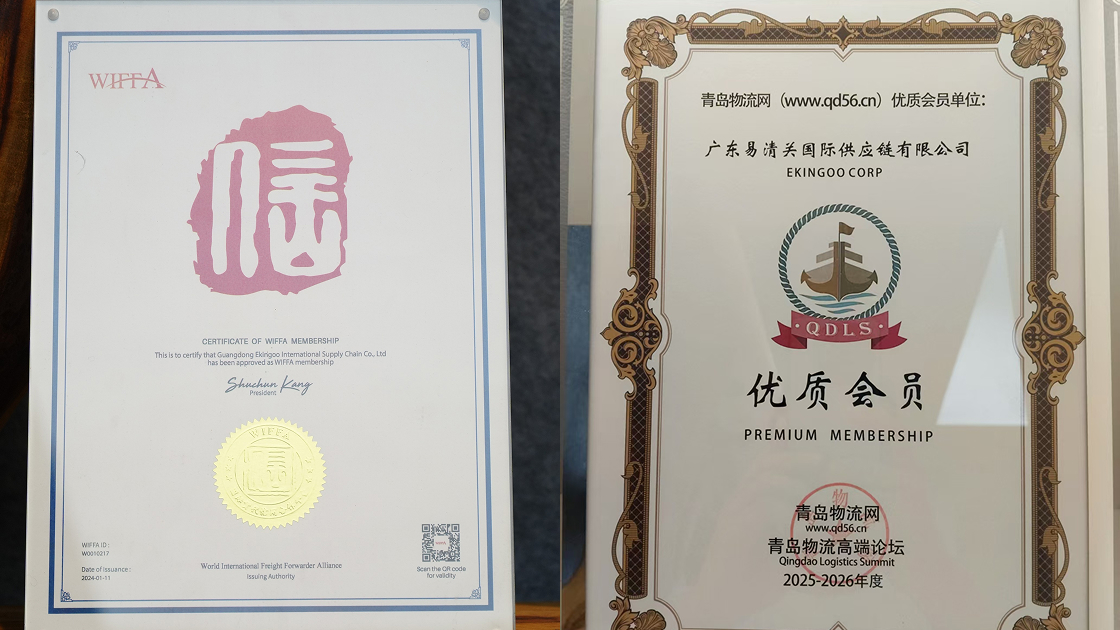 WIFFA
信
CERTIFICATE OF WIFFA MEMBERSHIP
This is to certify that Guangdong Ekingoo International Supply Chain Co., Ltd
has been approved as WIFFA membership
Shuchun Kang
President
WIFFA
信
WIFFA ID :
W0010217
Date of issuance :
2024-01-11
World International Freight Forwarder Alliance
Issuing Authority
Scan the QR code
for validity
青岛物流网（www.qd56.cn）优质会员单位：
广东易清关国际供应链有限公司
EKINGOO CORP
·QDLS·
优质会员
PREMIUM MEMBERSHIP
青岛物流网
www.qd56.cn
青岛物流高端论坛
Qingdao Logistics Summit
2025-2026年度